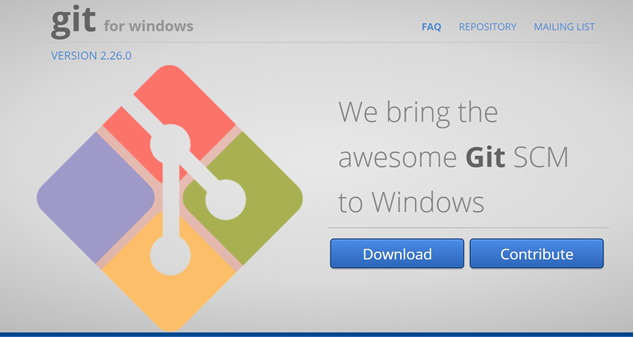 git for windows
FAQ REPOSITORY MAILING LIST
VERSION 2.26.0
We bring the
awesome Git SCM
to Windows
Download Contribute